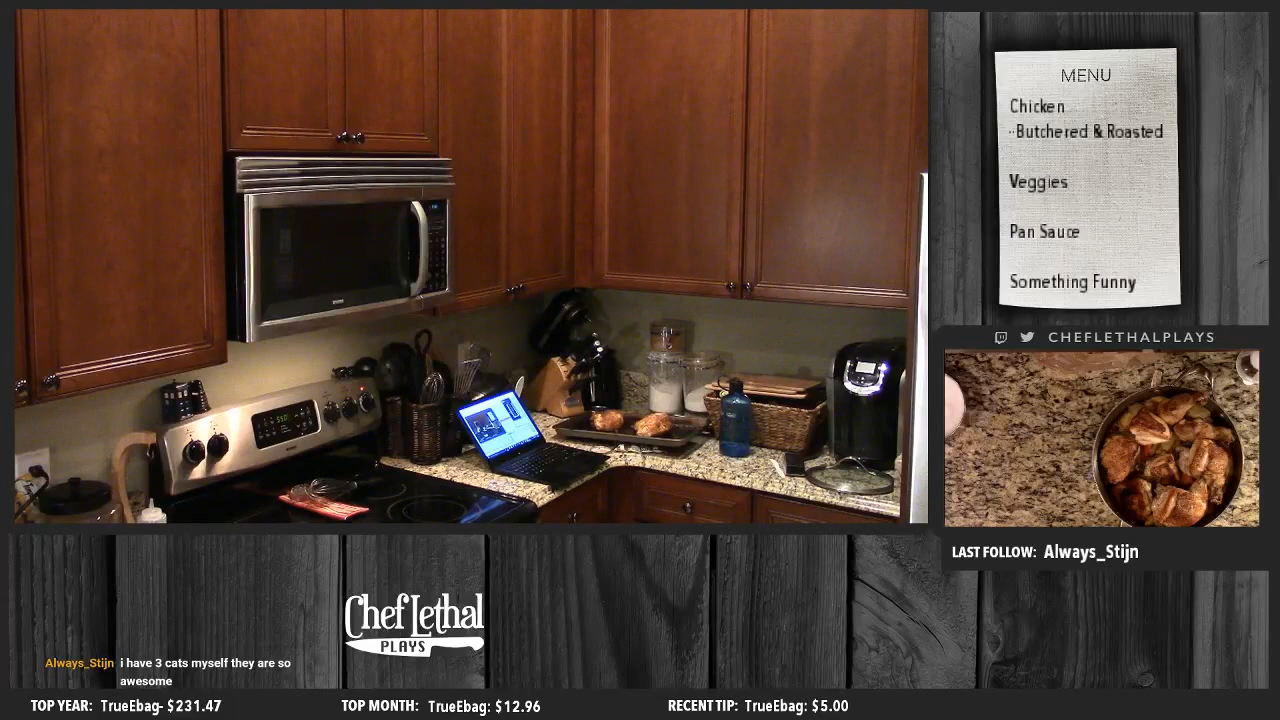 MENU
Chicken
··Butchered & Roasted
Veggies
Pan Sauce
Something Funny
CHEFLETHALPLAYS
LAST FOLLOW: Always_Stijn
Chef Lethal
PLAYS
Always_Stijn i have 3 cats myself they are so
awesome
TOP YEAR: TrueEbag- $231.47
TOP MONTH: TrueEbag: $12.96
RECENT TIP: TrueEbag: $5.00